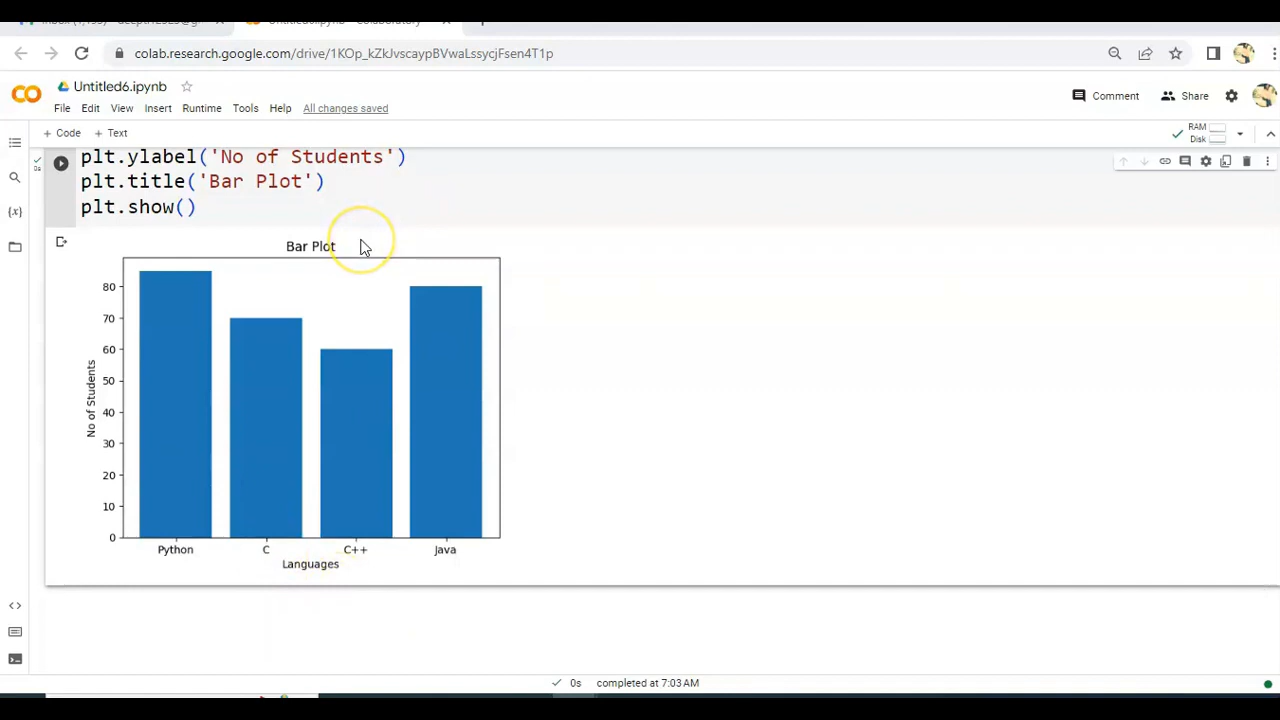 colab.research.google.com/drive/1KOp_kZkJvscaypBVwaLssycjFsen4T1p
Untitled6.ipynb
File Edit View Insert Runtime Tools Help All changes saved
Comment Share
+ Code + Text
RAM
Disk
plt.ylabel('No of Students')
plt.title('Bar Plot')
plt.show()
0s
{x}
Bar Plot
80
70
60
50
40
30
20
10
0
No of Students
Python C C++ Java
Languages
0s completed at 7:03 AM